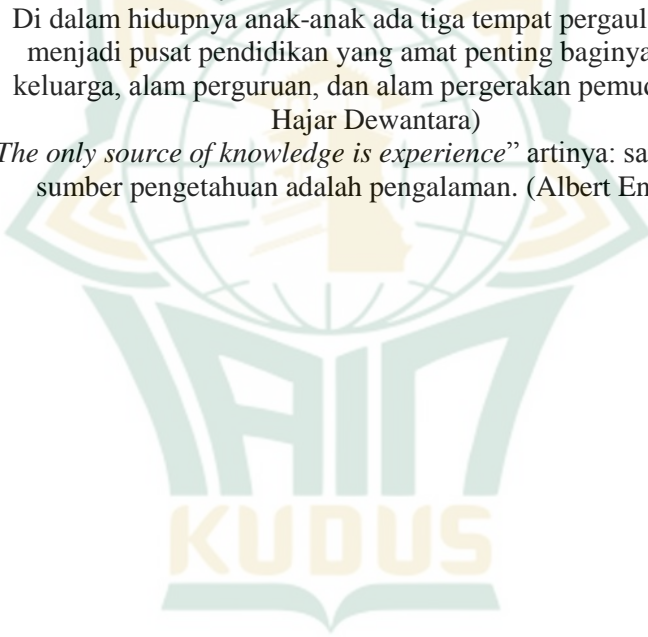 Di dalam hidupnya anak-anak ada tiga tempat
menjadi pusat pendidikan yang amat penting
keluarga, alam perguruan, dan alam pergerakan
Hajar Dewantara)
The only source of knowledge is experience” artinya:
sumber pengetahuan adalah pengalaman. (Albert
IAIN
KUDUS